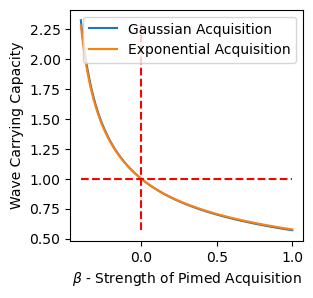 Gaussian Acquisition
Exponential Acquisition
Wave Carrying Capacity
2.25
2.00
1.75
1.50
1.25
1.00
0.75
0.50
0.0
0.5
1.0
β - Strength of Pimed Acquisition